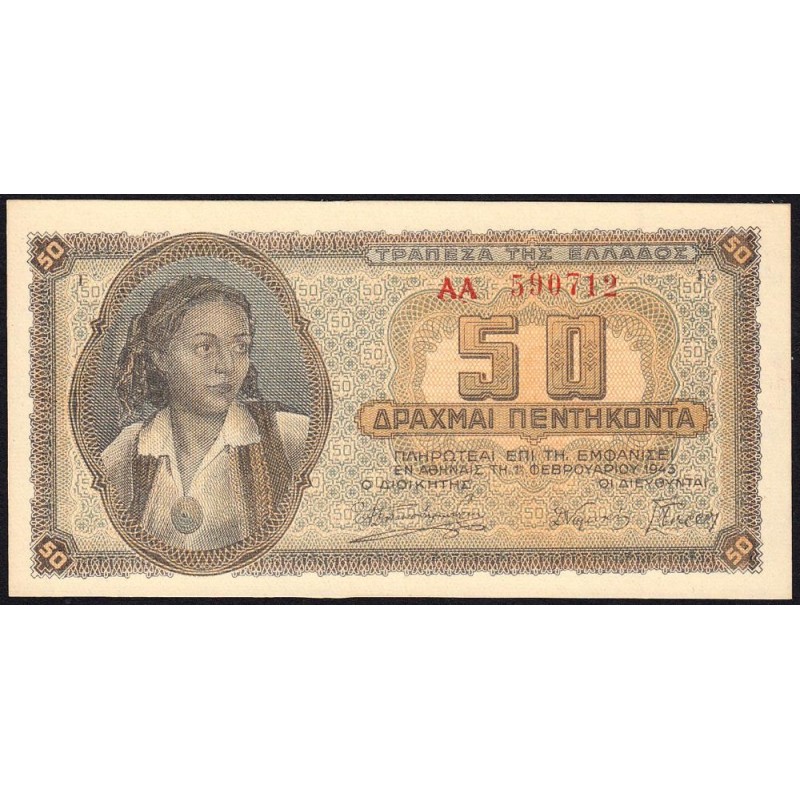 50 50
ΤΡΑΠΕΖΑ ΤΗΣ ΕΛΛΑΔΟΣ
ΑΑ 590712
50
ΔΡΑΧΜΑΙ ΠΕΝΤΗΚΟΝΤΑ
ΠΛΗΡΩΤΕΑΙ ΕΠΙ ΤΗ, ΕΜΦΑΝΙΣΕΙ
ΕΝ ΑΘΗΝΑΙΣ ΤΗ, 1Η ΦΕΒΡΟΥΑΡΙΟΥ 1943
Ο ΔΙΟΙΚΗΤΗΣ ΟΙ ΔΙΕΥΘΥΝΤΑΙ
50 50